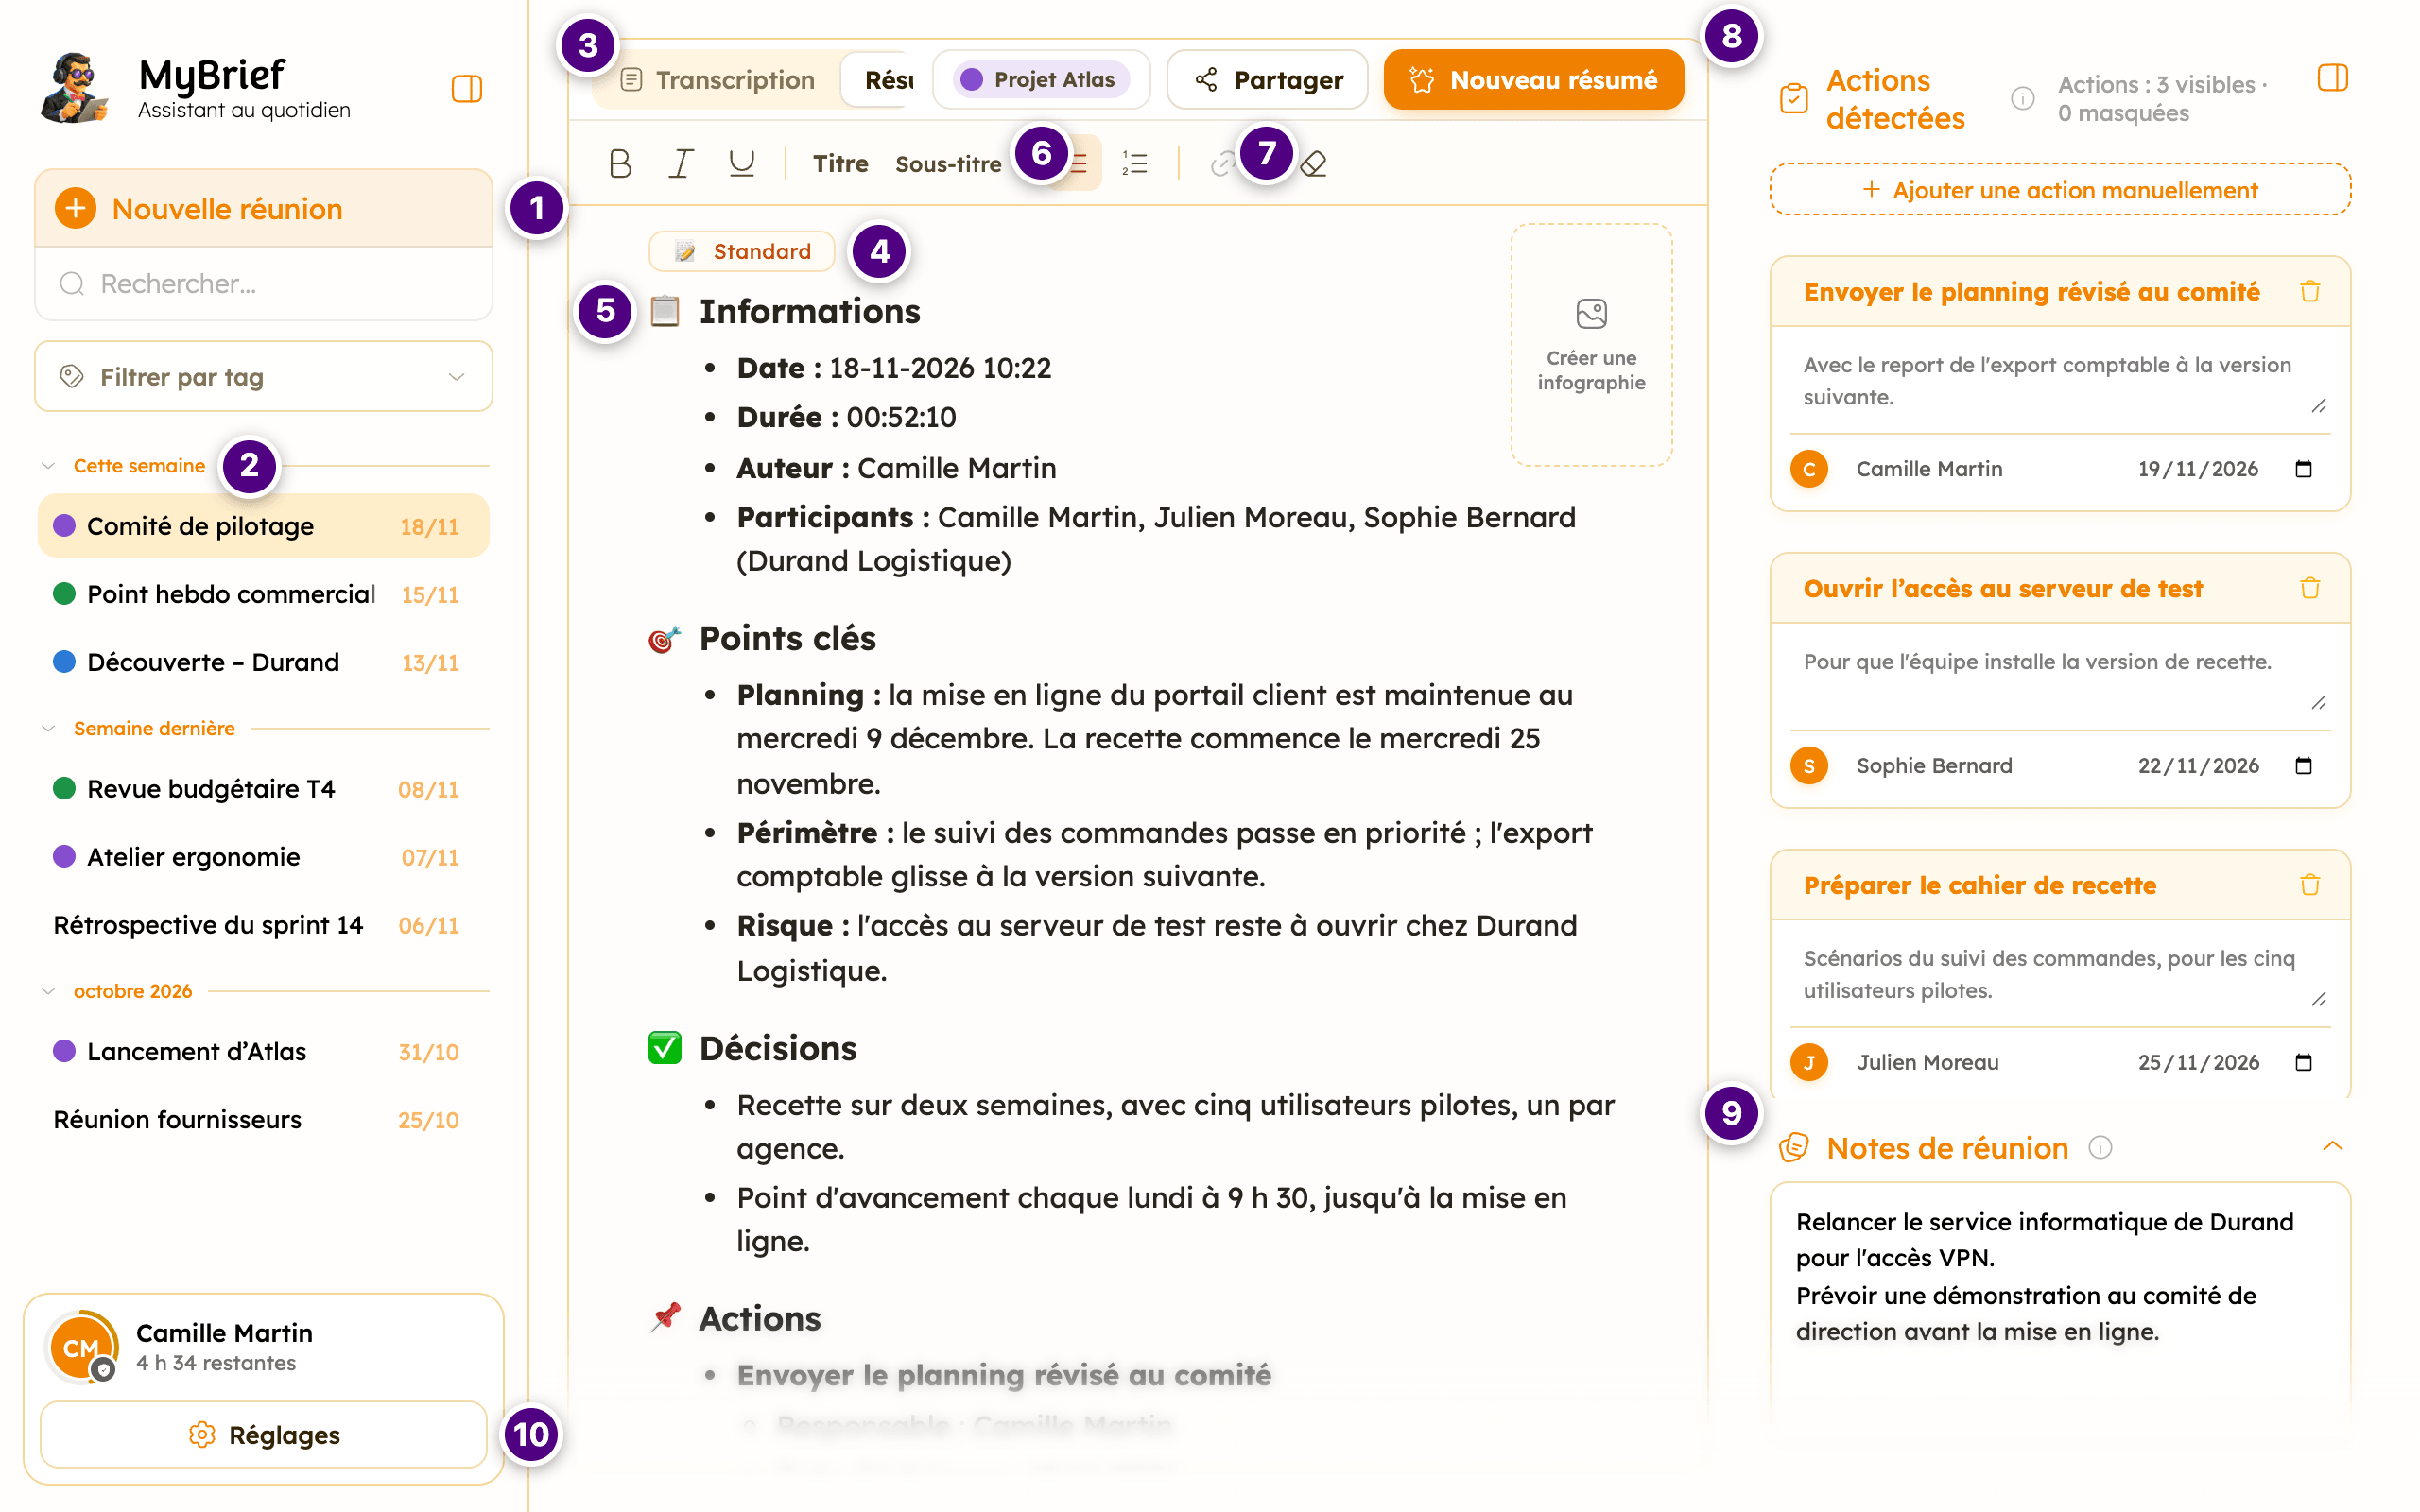 MyBrief
Assistant au quotidien
Nouvelle réunion
1
Rechercher...
Filtrer par tag
Cette semaine
2
Comité de pilotage 18/11
Point hebdo commercial 15/11
Découverte – Durand 13/11
Semaine dernière
Revue budgétaire T4 08/11
Atelier ergonomie 07/11
Rétrospective du sprint 14 06/11
octobre 2026
Lancement d’Atlas 31/10
Réunion fournisseurs 25/10
CM
Camille Martin
4 h 34 restantes
Réglages
10
3
Transcription
Résu
Projet Atlas
Partager
Nouveau résumé
Titre
Sous-titre
6
7
Standard
4
5
Informations
Créer une
infographie
• Date : 18-11-2026 10:22
• Durée : 00:52:10
• Auteur : Camille Martin
• Participants : Camille Martin, Julien Moreau, Sophie Bernard
(Durand Logistique)
Points clés
• Planning : la mise en ligne du portail client est maintenue au
mercredi 9 décembre. La recette commence le mercredi 25
novembre.
• Périmètre : le suivi des commandes passe en priorité ; l'export
comptable glisse à la version suivante.
• Risque : l'accès au serveur de test reste à ouvrir chez Durand
Logistique.
Décisions
• Recette sur deux semaines, avec cinq utilisateurs pilotes, un par
agence.
• Point d'avancement chaque lundi à 9 h 30, jusqu'à la mise en
ligne.
Actions
• Envoyer le planning révisé au comité
Responsable : Camille Martin
8
Actions
détectées
Actions : 3 visibles ·
0 masquées
+ Ajouter une action manuellement
Envoyer le planning révisé au comité
Avec le report de l'export comptable à la version
suivante.
C Camille Martin 19/11/2026
Ouvrir l’accès au serveur de test
Pour que l'équipe installe la version de recette.
S Sophie Bernard 22/11/2026
Préparer le cahier de recette
Scénarios du suivi des commandes, pour les cinq
utilisateurs pilotes.
J Julien Moreau 25/11/2026
9
Notes de réunion
Relancer le service informatique de Durand
pour l'accès VPN.
Prévoir une démonstration au comité de
direction avant la mise en ligne.